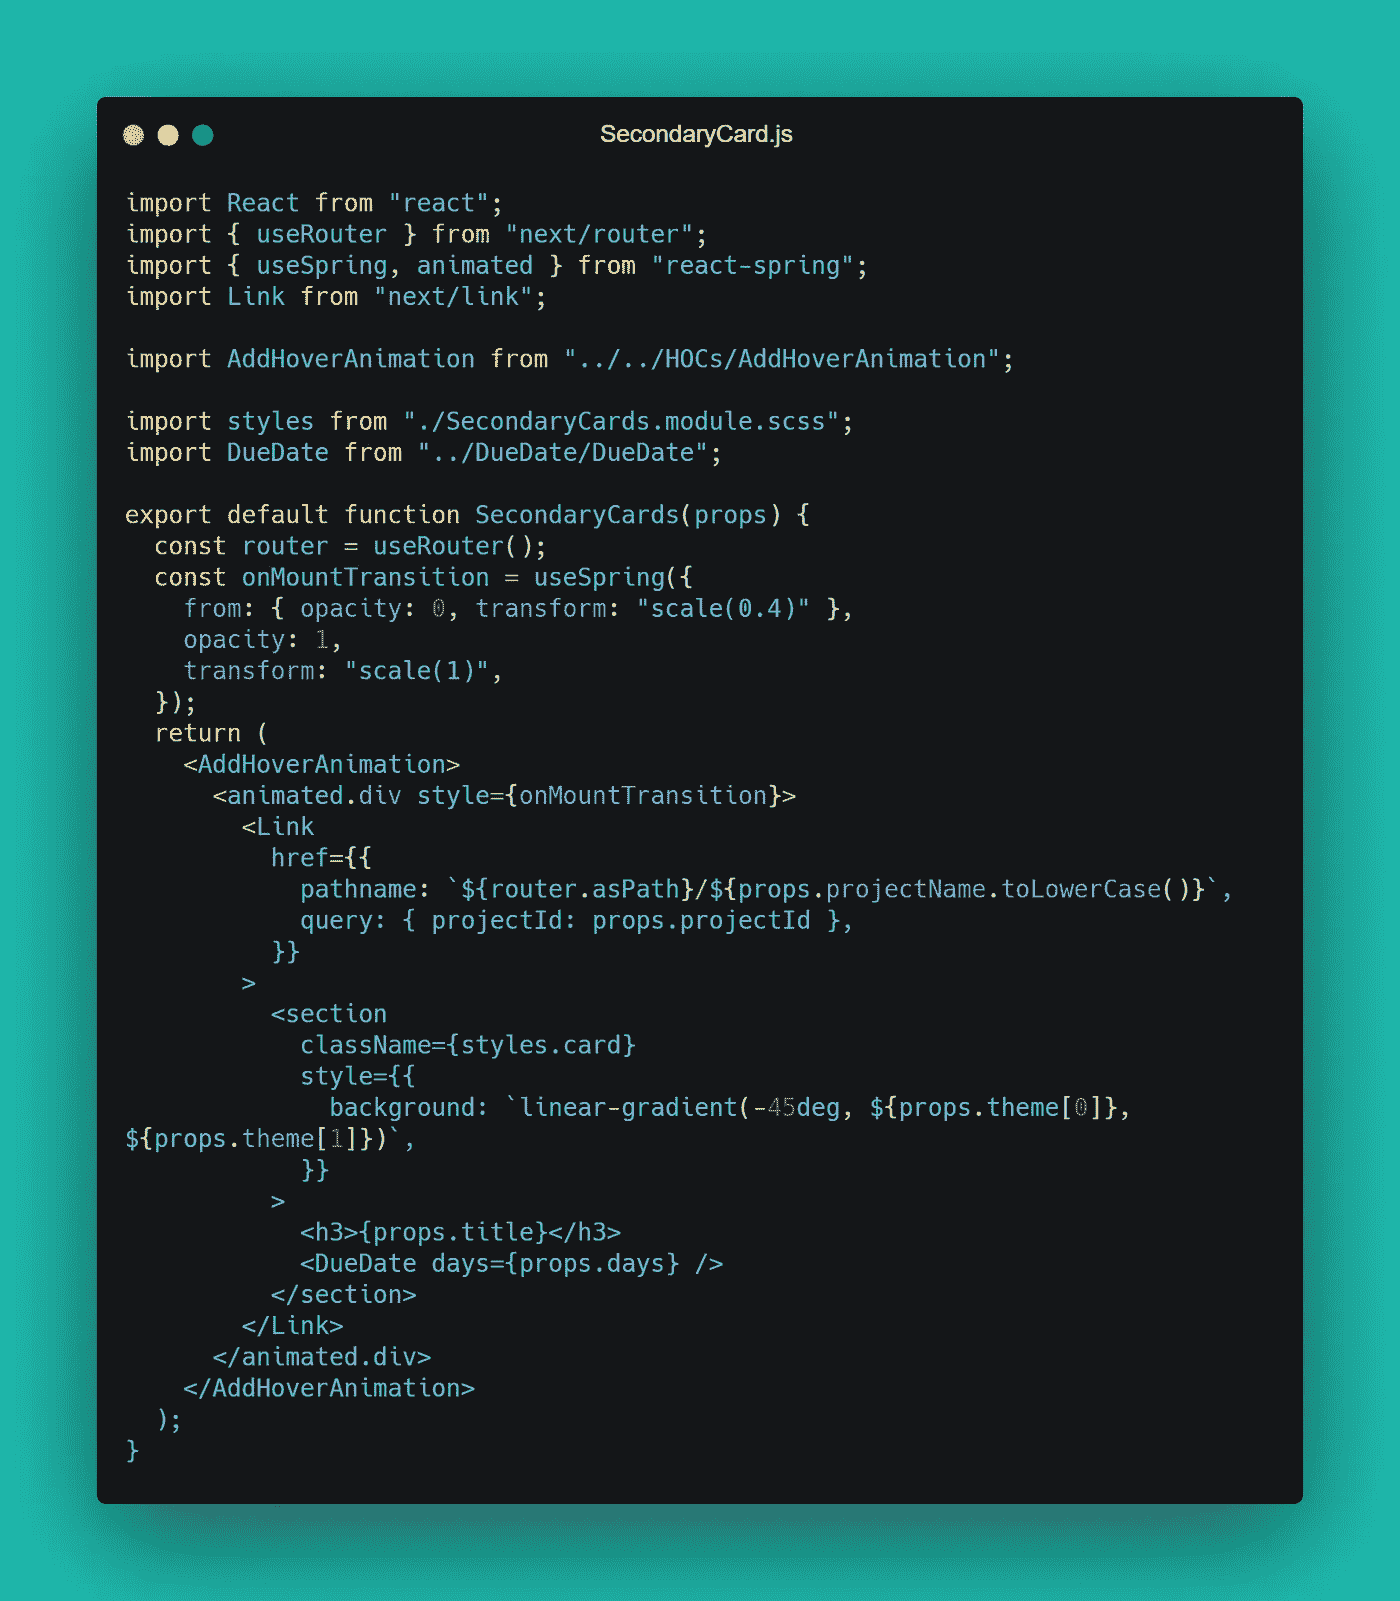 SecondaryCard.js
import React from "react";
import { useRouter } from "next/router";
import { useSpring, animated } from "react-spring";
import Link from "next/link";

import AddHoverAnimation from "../../HOCs/AddHoverAnimation";

import styles from "./SecondaryCards.module.scss";
import DueDate from "../DueDate/DueDate";

export default function SecondaryCards(props) {
  const router = useRouter();
  const onMountTransition = useSpring({
    from: { opacity: 0, transform: "scale(0.4)" },
    opacity: 1,
    transform: "scale(1)",
  });
  return (
    <AddHoverAnimation>
      <animated.div style={onMountTransition}>
        <Link
          href={{
            pathname: `${router.asPath}/${props.projectName.toLowerCase()}`,
            query: { projectId: props.projectId },
          }}
        >
          <section
            className={styles.card}
            style={{
              background: `linear-gradient(-45deg, ${props.theme[0]},
${props.theme[1]})`,
            }}
          >
            <h3>{props.title}</h3>
            <DueDate days={props.days} />
          </section>
        </Link>
      </animated.div>
    </AddHoverAnimation>
  );
}